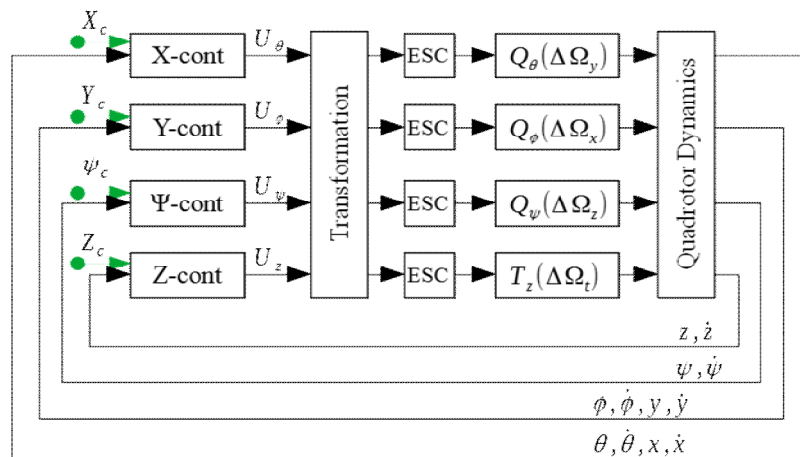 X_c
X-cont
U_θ
ESC
Q_θ(ΔΩ_y)
Y_c
Y-cont
U_ϕ
ESC
Q_φ(ΔΩ_x)
ψ_c
Ψ-cont
U_ψ
ESC
Q_ψ(ΔΩ_z)
Z_c
Z-cont
U_z
ESC
T_z(ΔΩ_t)
Transformation
Quadrotor Dynamics
z, ż
ψ, ψ̇
ϕ, ϕ̇, y, ẏ
θ, θ̇, x, ẋ